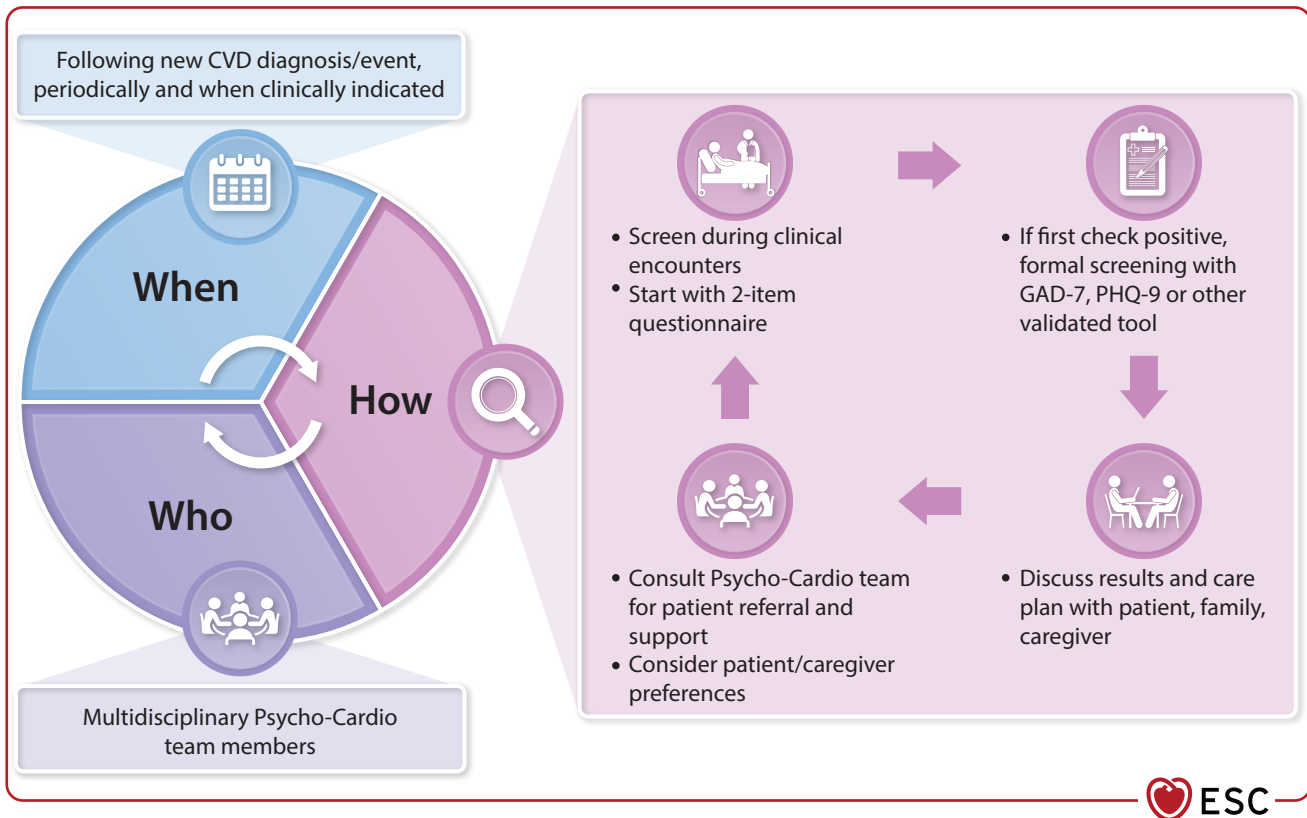 Following new CVD diagnosis/event,
periodically and when clinically indicated
When
How
Who
Multidisciplinary Psycho-Cardio
team members
• Screen during clinical
encounters
• Start with 2-item
questionnaire
• If first check positive,
formal screening with
GAD-7, PHQ-9 or other
validated tool
• Consult Psycho-Cardio team
for patient referral and
support
• Consider patient/caregiver
preferences
• Discuss results and care
plan with patient, family,
caregiver
ESC